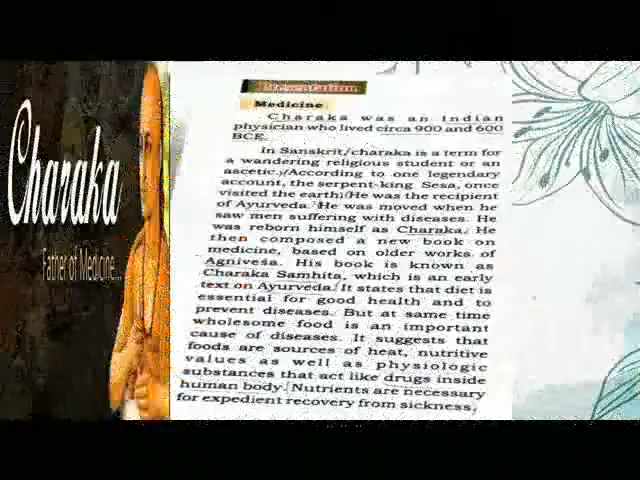 Charaka
Father of Medicine...
Medicine
Charaka was an Indian
physician who lived circa 900 and 600
BCE.
In Sanskrit, charaka is a term for
a wandering religious student or an
ascetic. According to one legendary
account, the serpent-king Sesa, once
visited the earth. He was the recipient
of Ayurveda. He was moved when he
saw men suffering with diseases. He
was reborn himself as Charaka. He
then composed a new book on
medicine, based on older works of
Agnivesa. His book is known as
Charaka Samhita, which is an early
text on Ayurveda. It states that diet is
essential for good health and to
prevent diseases. But at same time
wholesome food is an important
cause of diseases. It suggests that
foods are sources of heat, nutritive
values as well as physiologic
substances that act like drugs inside
human body. Nutrients are necessary
for expedient recovery from sickness.